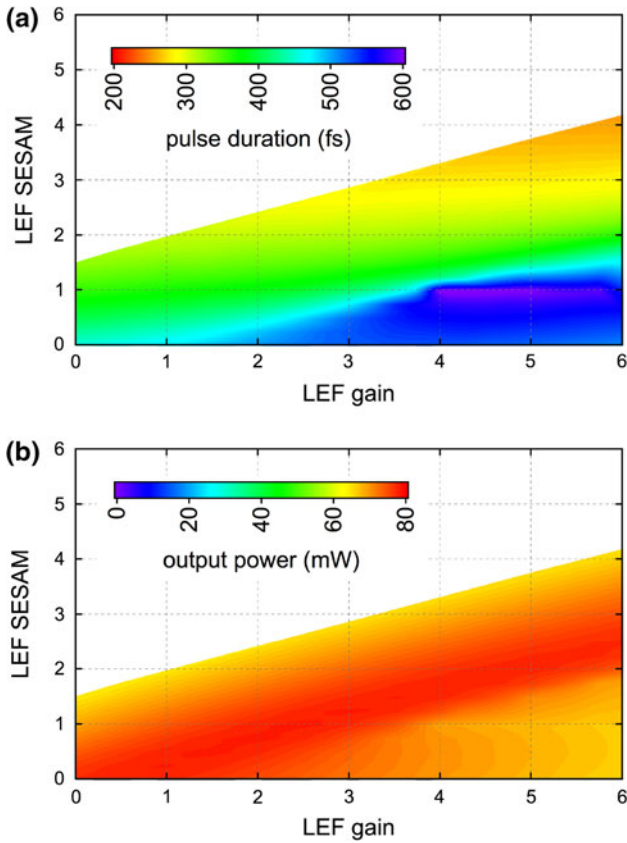 (a)
6
5
4
3
2
1
0
LEF SESAM
200
300
400
500
600
pulse duration (fs)
0 1 2 3 4 5 6
LEF gain
(b)
6
5
4
3
2
1
0
LEF SESAM
0
20
40
60
80
output power (mW)
0 1 2 3 4 5 6
LEF gain